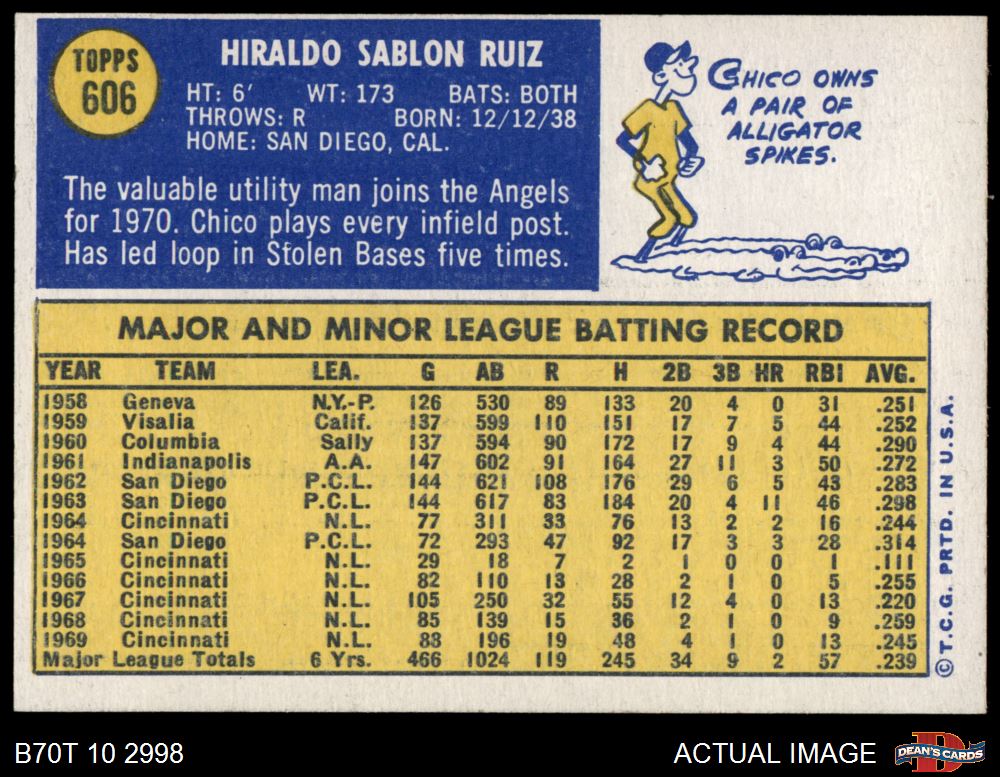 TOPPS
606
HIRALDO SABLON RUIZ
HT: 6' WT: 173 BATS: BOTH
THROWS: R BORN: 12/12/38
HOME: SAN DIEGO, CAL.
The valuable utility man joins the Angels
for 1970. Chico plays every infield post.
Has led loop in Stolen Bases five times.
CHICO OWNS
A PAIR OF
ALLIGATOR
SPIKES.
MAJOR AND MINOR LEAGUE BATTING RECORD
YEAR TEAM LEA. G AB R H 2B 3B HR RBI AVG.
1958 Geneva N.Y.-P. 126 530 89 133 20 4 0 31 .251
1959 Visalia Calif. 137 599 110 151 17 7 5 44 .252
1960 Columbia Sally 137 594 90 172 17 9 4 44 .290
1961 Indianapolis A.A. 147 602 91 164 27 11 3 50 .272
1962 San Diego P.C.L. 144 621 108 176 29 6 5 43 .283
1963 San Diego P.C.L. 144 617 83 184 20 4 11 46 .298
1964 Cincinnati N.L. 77 311 33 76 13 2 2 16 .244
1964 San Diego P.C.L. 72 293 47 92 17 3 3 28 .314
1965 Cincinnati N.L. 29 18 7 2 1 0 0 1 .111
1966 Cincinnati N.L. 82 110 13 28 2 1 0 5 .255
1967 Cincinnati N.L. 105 250 32 55 12 4 0 13 .220
1968 Cincinnati N.L. 85 139 15 36 2 1 0 9 .259
1969 Cincinnati N.L. 88 196 19 48 4 1 0 13 .245
Major League Totals 6 Yrs. 466 1024 119 245 34 9 2 57 .239
© T.C.G. PRTD. IN U.S.A.
B70T 10 2998
ACTUAL IMAGE
D
DEAN'S CARDS